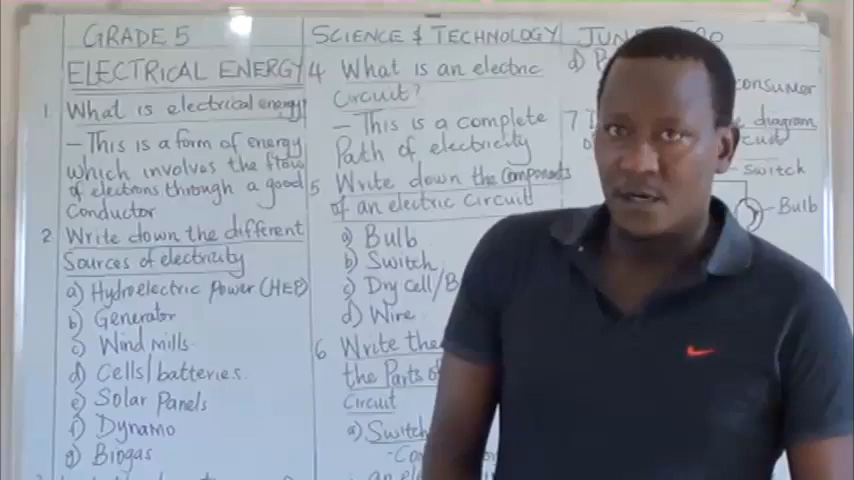 GRADE 5
SCIENCE & TECHNOLOGY
ELECTRICAL ENERGY
1. What is electrical energy?
- This is a form of energy
which involves the flow
of electrons through a good
Conductor
2 Write down the different
Sources of electricity
a) Hydroelectric Power (HEP)
b) Generator
c) Wind mills
d) Cells/batteries
e) Solar Panels
f) Dynamo
g) Biogas
4 What is an electric
Circuit?
- This is a complete
Path of electricity
5 Write down the components
of an electric circuit
a) Bulb
b) Switch
c) Dry Cell/B
d) Wire
6 Write the
the Parts of
Circuit
a) Switch
d)
consumer
7
diagram
Switch
Bulb